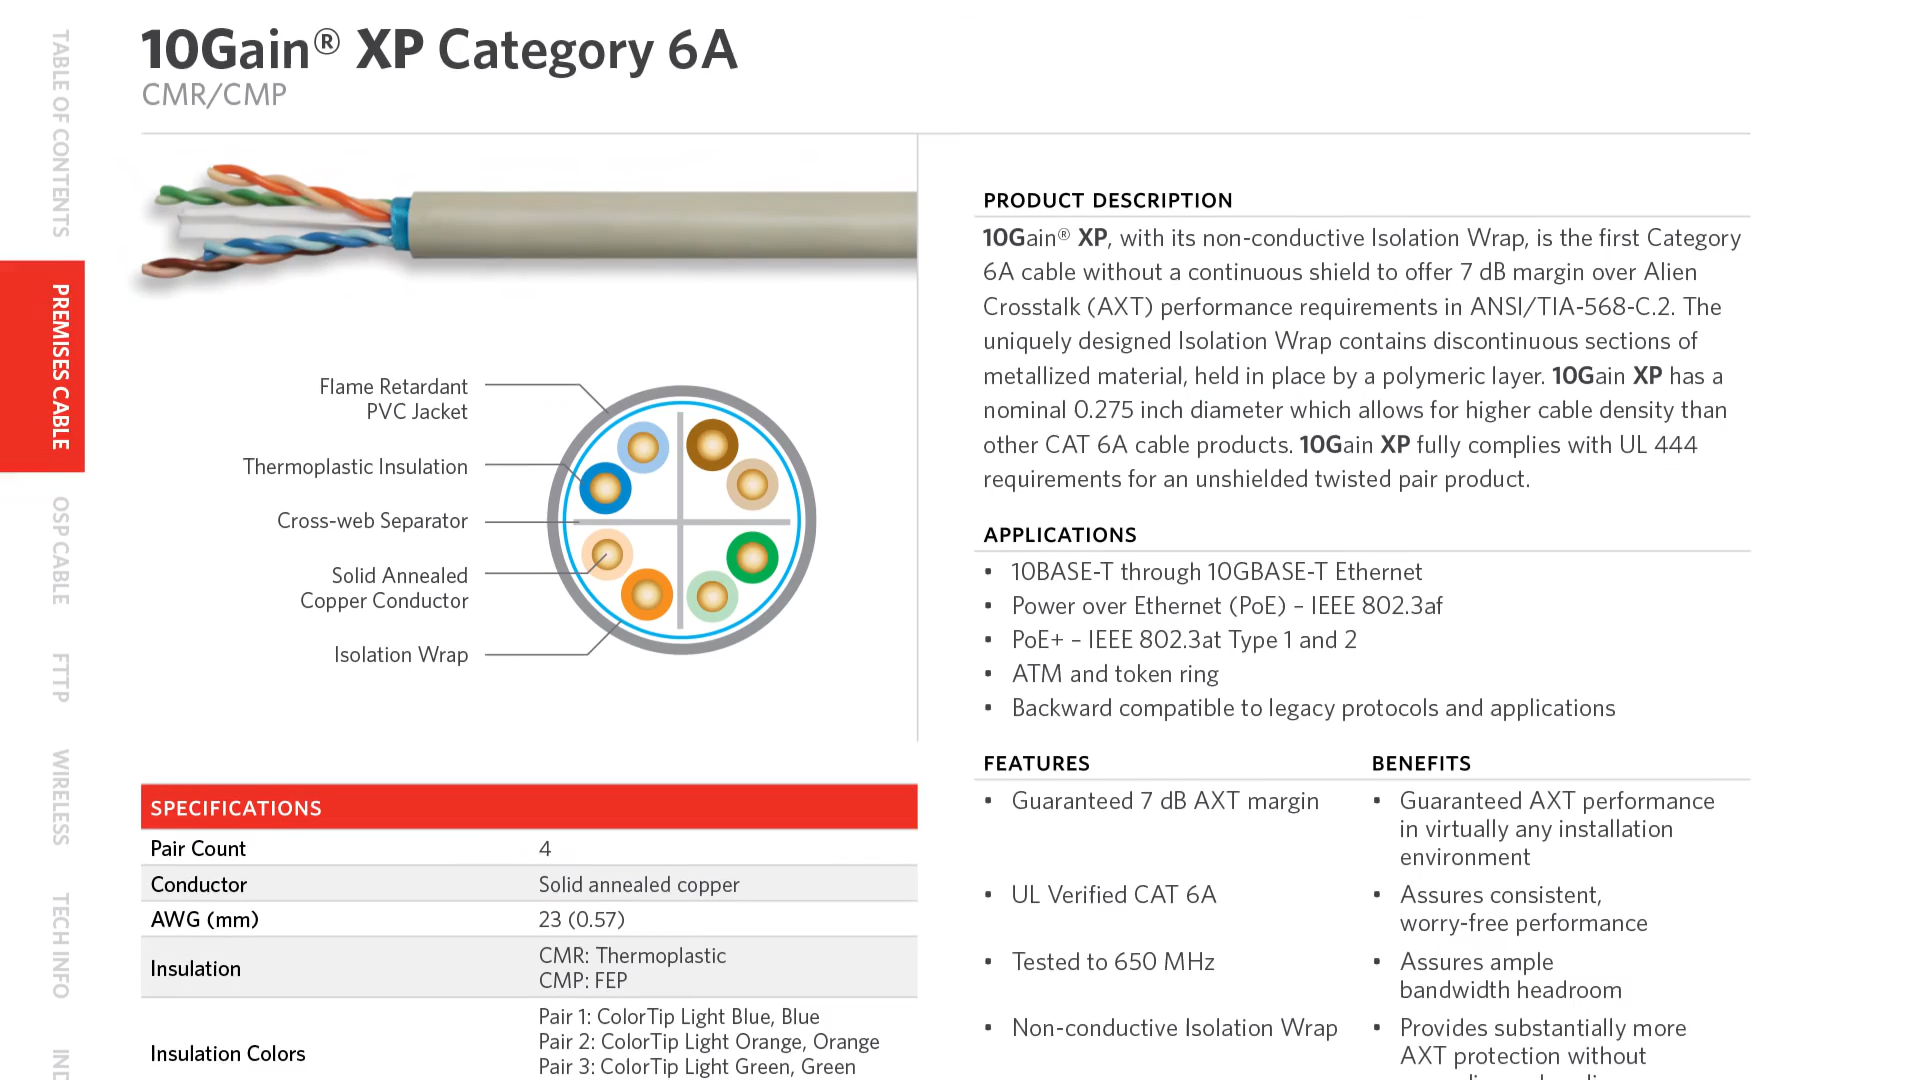 10Gain® XP Category 6A
CMR/CMP
TABLE OF CONTENTS
PREMISES CABLE
OSP CABLE
FTTP
WIRELESS
TECH INFO
Flame Retardant
PVC Jacket
Thermoplastic Insulation
Cross-web Separator
Solid Annealed
Copper Conductor
Isolation Wrap
SPECIFICATIONS
Pair Count 4
Conductor Solid annealed copper
AWG (mm) 23 (0.57)
Insulation CMR: Thermoplastic
CMP: FEP
Insulation Colors Pair 1: ColorTip Light Blue, Blue
Pair 2: ColorTip Light Orange, Orange
Pair 3: ColorTip Light Green, Green
PRODUCT DESCRIPTION
10Gain® XP, with its non-conductive Isolation Wrap, is the first Category
6A cable without a continuous shield to offer 7 dB margin over Alien
Crosstalk (AXT) performance requirements in ANSI/TIA-568-C.2. The
uniquely designed Isolation Wrap contains discontinuous sections of
metallized material, held in place by a polymeric layer. 10Gain XP has a
nominal 0.275 inch diameter which allows for higher cable density than
other CAT 6A cable products. 10Gain XP fully complies with UL 444
requirements for an unshielded twisted pair product.
APPLICATIONS
• 10BASE-T through 10GBASE-T Ethernet
• Power over Ethernet (PoE) – IEEE 802.3af
• PoE+ – IEEE 802.3at Type 1 and 2
• ATM and token ring
• Backward compatible to legacy protocols and applications
FEATURES
• Guaranteed 7 dB AXT margin
• UL Verified CAT 6A
• Tested to 650 MHz
• Non-conductive Isolation Wrap
BENEFITS
• Guaranteed AXT performance
in virtually any installation
environment
• Assures consistent,
worry-free performance
• Assures ample
bandwidth headroom
• Provides substantially more
AXT protection without